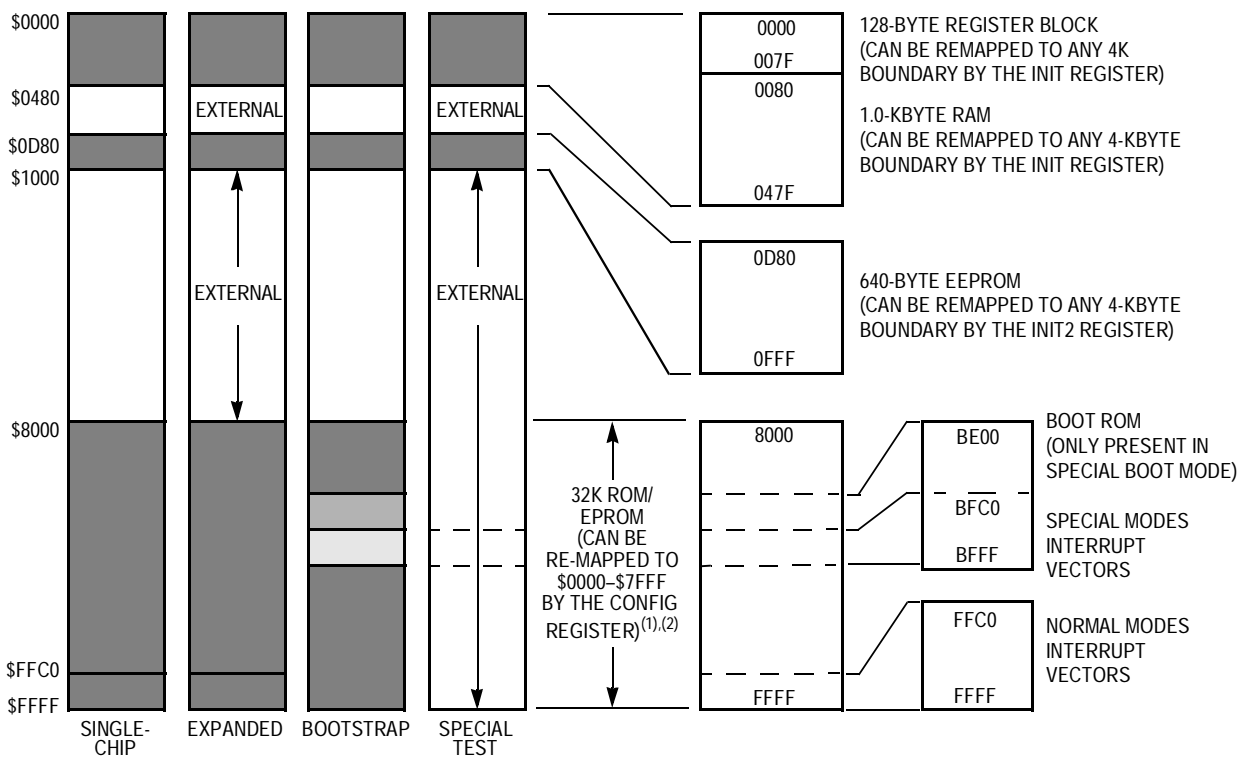 $0000
$0480
$0D80
$1000
$8000
$FFC0
$FFFF
EXTERNAL
EXTERNAL
EXTERNAL
EXTERNAL
SINGLE-
CHIP
EXPANDED
BOOTSTRAP
SPECIAL
TEST
0000
007F
0080
047F
128-BYTE REGISTER BLOCK
(CAN BE REMAPPED TO ANY 4K
BOUNDARY BY THE INIT REGISTER)
1.0-KBYTE RAM
(CAN BE REMAPPED TO ANY 4-KBYTE
BOUNDARY BY THE INIT REGISTER)
0D80
0FFF
640-BYTE EEPROM
(CAN BE REMAPPED TO ANY 4-KBYTE
BOUNDARY BY THE INIT2 REGISTER)
32K ROM/
EPROM
(CAN BE
RE-MAPPED TO
$0000–$7FFF
BY THE CONFIG
REGISTER)(1),(2)
8000
FFFF
BE00
BFC0
BFFF
BOOT ROM
(ONLY PRESENT IN
SPECIAL BOOT MODE)
SPECIAL MODES
INTERRUPT
VECTORS
FFC0
FFFF
NORMAL MODES
INTERRUPT
VECTORS